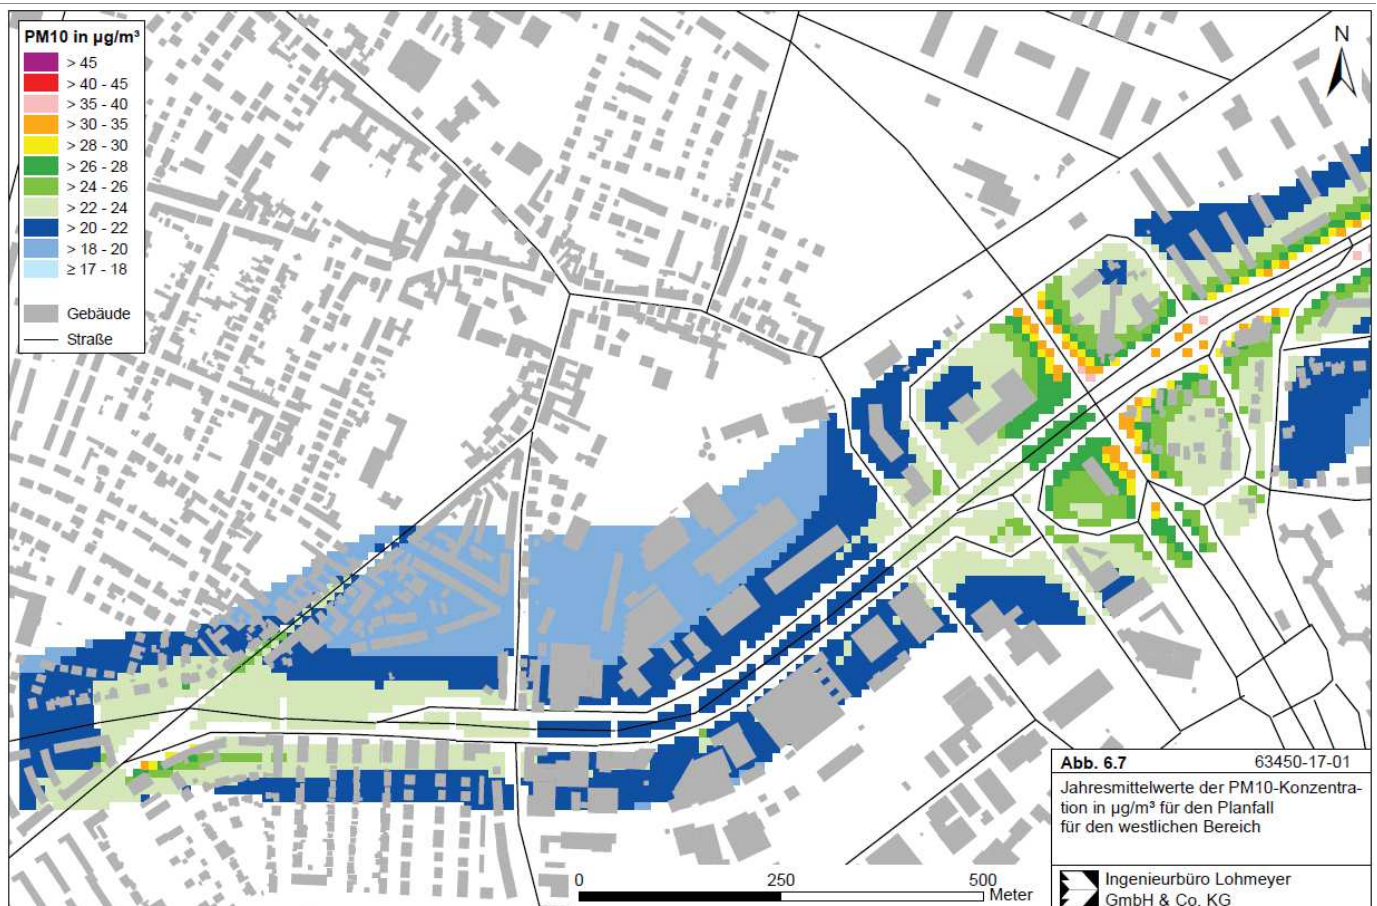 PM10 in µg/m³
> 45
> 40 - 45
> 35 - 40
> 30 - 35
> 28 - 30
> 26 - 28
> 24 - 26
> 22 - 24
> 20 - 22
> 18 - 20
≥ 17 - 18
Gebäude
Straße
N
0 250 500
Meter
Abb. 6.7 63450-17-01
Jahresmittelwerte der PM10-Konzentra-
tion in µg/m³ für den Planfall
für den westlichen Bereich
Ingenieurbüro Lohmeyer
GmbH & Co. KG